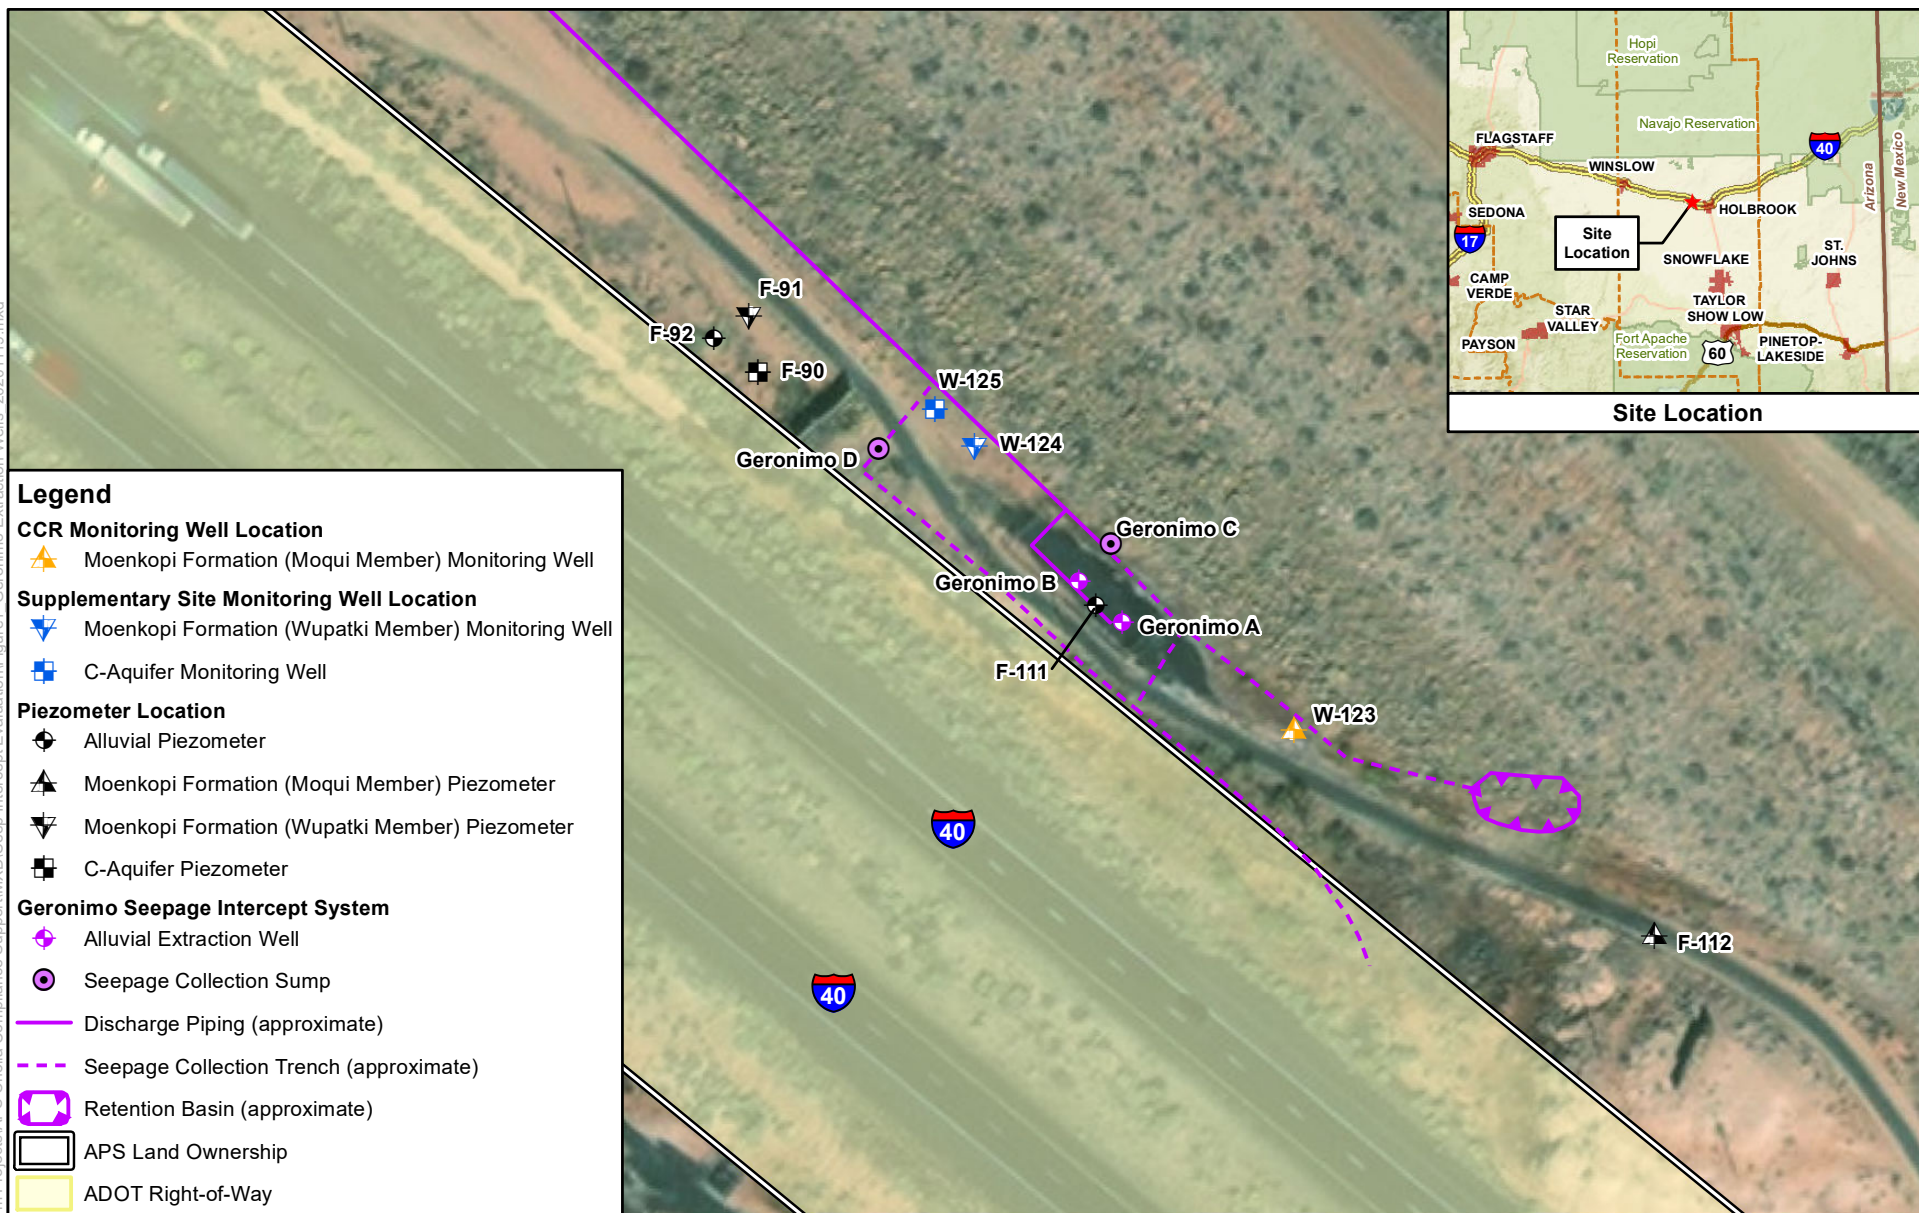 Hopi
Reservation
Navajo Reservation
FLAGSTAFF
WINSLOW
40
Arizona
New Mexico
SEDONA
HOLBROOK
17
Site
Location
SNOWFLAKE
ST.
JOHNS
CAMP
VERDE
TAYLOR
SHOW LOW
STAR
VALLEY
PAYSON
Fort Apache
Reservation
60
PINETOP-
LAKESIDE
Site Location
F-91
F-92
F-90
W-125
W-124
Geronimo D
Geronimo C
Geronimo B
Geronimo A
F-111
W-123
F-112
40
40
Legend
CCR Monitoring Well Location
Moenkopi Formation (Moqui Member) Monitoring Well
Supplementary Site Monitoring Well Location
Moenkopi Formation (Wupatki Member) Monitoring Well
C-Aquifer Monitoring Well
Piezometer Location
Alluvial Piezometer
Moenkopi Formation (Moqui Member) Piezometer
Moenkopi Formation (Wupatki Member) Piezometer
C-Aquifer Piezometer
Geronimo Seepage Intercept System
Alluvial Extraction Well
Seepage Collection Sump
Discharge Piping (approximate)
Seepage Collection Trench (approximate)
Retention Basin (approximate)
APS Land Ownership
ADOT Right-of-Way